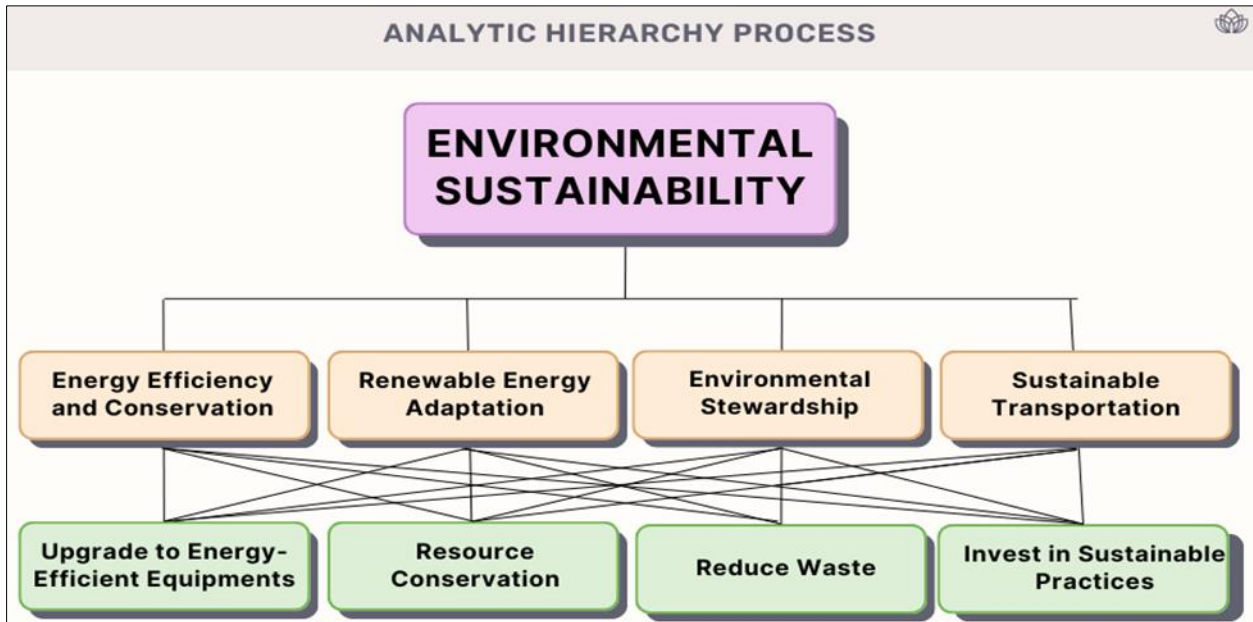 ANALYTIC HIERARCHY PROCESS
ENVIRONMENTAL
SUSTAINABILITY
Energy Efficiency
and Conservation
Renewable Energy
Adaptation
Environmental
Stewardship
Sustainable
Transportation
Upgrade to Energy-
Efficient Equipments
Resource
Conservation
Reduce Waste
Invest in Sustainable
Practices